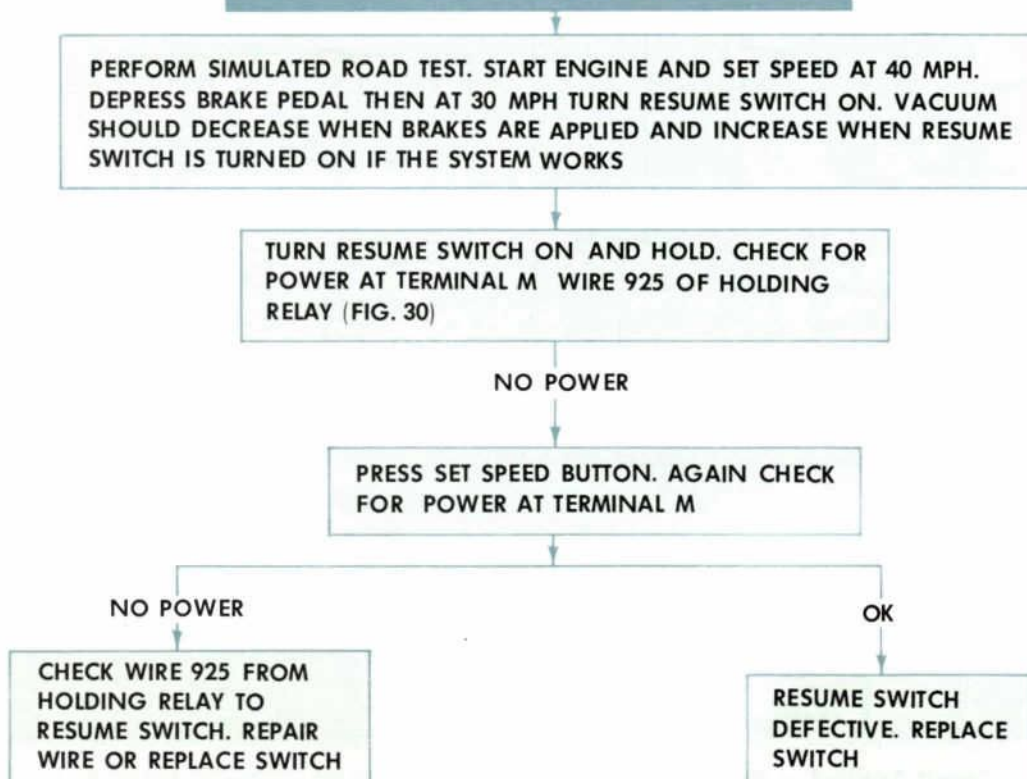 PERFORM SIMULATED ROAD TEST. START ENGINE AND SET SPEED AT 40 MPH.
DEPRESS BRAKE PEDAL THEN AT 30 MPH TURN RESUME SWITCH ON. VACUUM
SHOULD DECREASE WHEN BRAKES ARE APPLIED AND INCREASE WHEN RESUME
SWITCH IS TURNED ON IF THE SYSTEM WORKS
TURN RESUME SWITCH ON AND HOLD. CHECK FOR
POWER AT TERMINAL M WIRE 925 OF HOLDING
RELAY (FIG. 30)
NO POWER
PRESS SET SPEED BUTTON. AGAIN CHECK
FOR POWER AT TERMINAL M
NO POWER
CHECK WIRE 925 FROM
HOLDING RELAY TO
RESUME SWITCH. REPAIR
WIRE OR REPLACE SWITCH
OK
RESUME SWITCH
DEFECTIVE. REPLACE
SWITCH